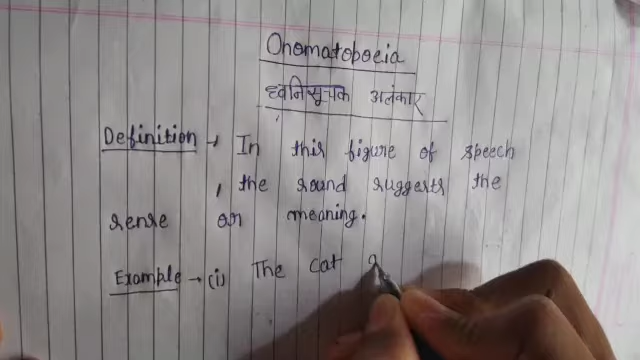 Onomatopoeia
ध्वनिसूचक अलंकार
Definition → In this figure of speech
, the sound suggests the
sense or meaning.
Example → (i) The cat